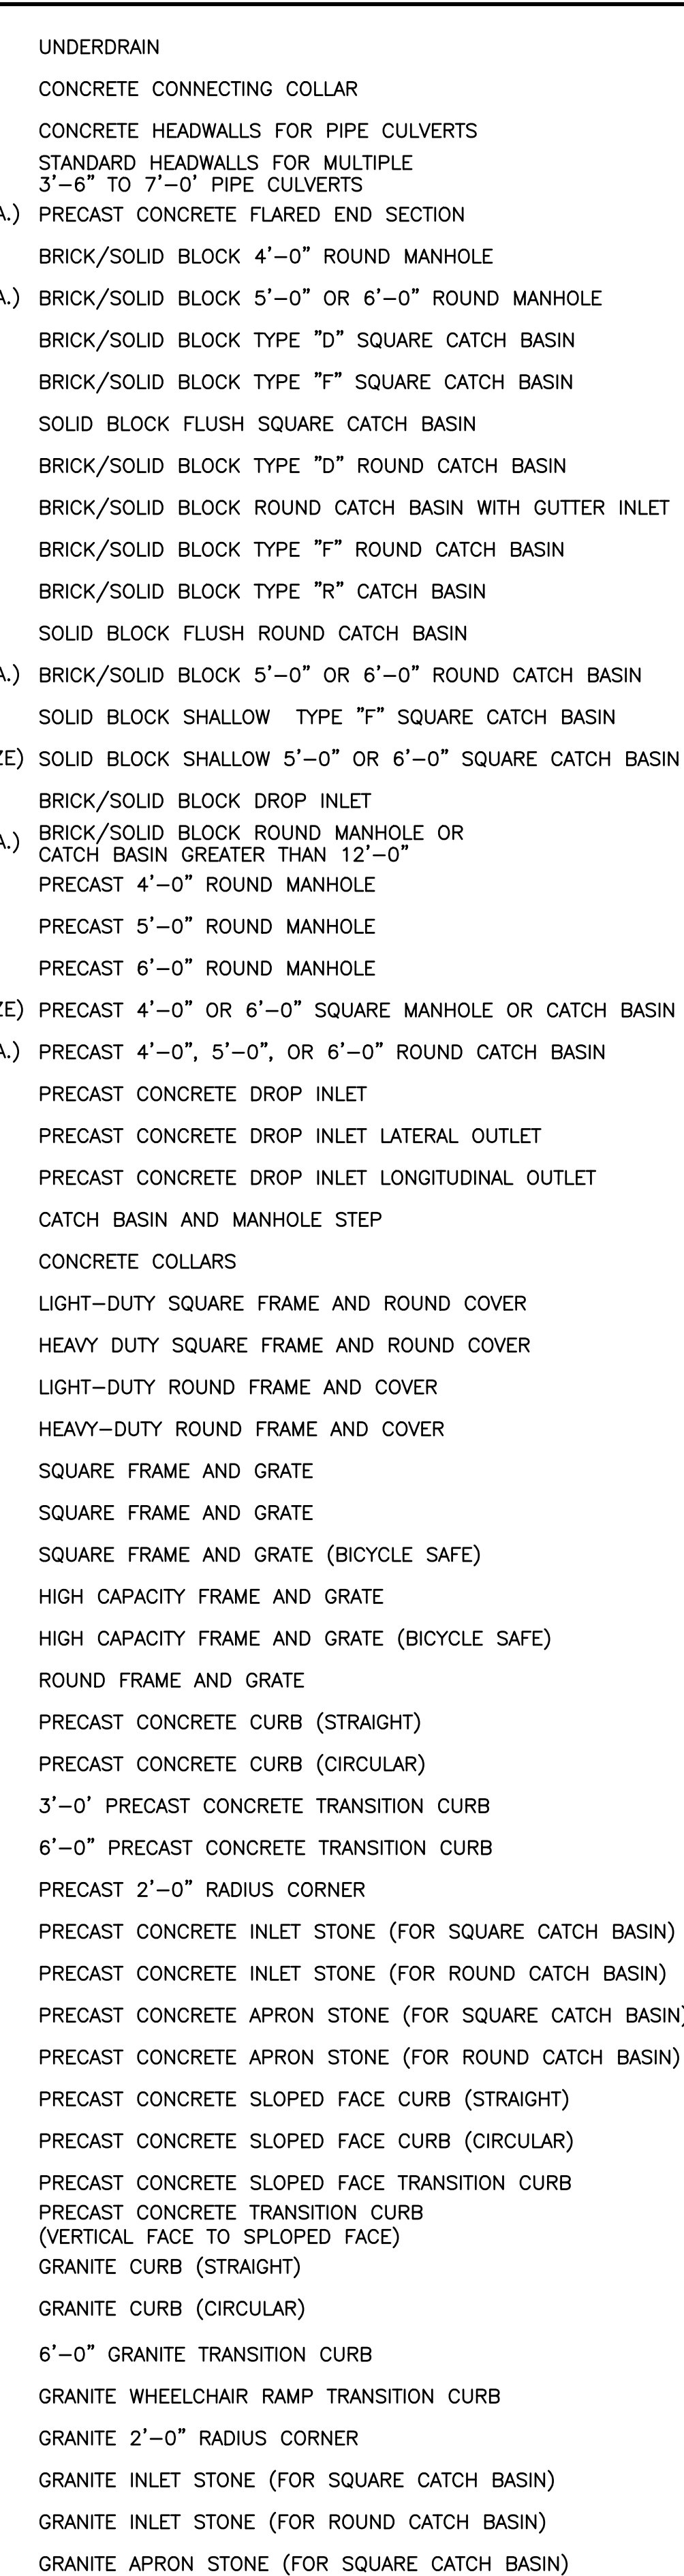 UNDERDRAIN
CONCRETE CONNECTING COLLAR
CONCRETE HEADWALLS FOR PIPE CULVERTS
STANDARD HEADWALLS FOR MULTIPLE
3'-6" TO 7'-0' PIPE CULVERTS
A.) PRECAST CONCRETE FLARED END SECTION
BRICK/SOLID BLOCK 4'-0" ROUND MANHOLE
A.) BRICK/SOLID BLOCK 5'-0" OR 6'-0" ROUND MANHOLE
BRICK/SOLID BLOCK TYPE "D" SQUARE CATCH BASIN
BRICK/SOLID BLOCK TYPE "F" SQUARE CATCH BASIN
SOLID BLOCK FLUSH SQUARE CATCH BASIN
BRICK/SOLID BLOCK TYPE "D" ROUND CATCH BASIN
BRICK/SOLID BLOCK ROUND CATCH BASIN WITH GUTTER INLET
BRICK/SOLID BLOCK TYPE "F" ROUND CATCH BASIN
BRICK/SOLID BLOCK TYPE "R" CATCH BASIN
SOLID BLOCK FLUSH ROUND CATCH BASIN
A.) BRICK/SOLID BLOCK 5'-0" OR 6'-0" ROUND CATCH BASIN
SOLID BLOCK SHALLOW TYPE "F" SQUARE CATCH BASIN
ZE) SOLID BLOCK SHALLOW 5'-0" OR 6'-0" SQUARE CATCH BASIN
BRICK/SOLID BLOCK DROP INLET
A.) BRICK/SOLID BLOCK ROUND MANHOLE OR
CATCH BASIN GREATER THAN 12'-0"
PRECAST 4'-0" ROUND MANHOLE
PRECAST 5'-0" ROUND MANHOLE
PRECAST 6'-0" ROUND MANHOLE
ZE) PRECAST 4'-0" OR 6'-0" SQUARE MANHOLE OR CATCH BASIN
A.) PRECAST 4'-0", 5'-0", OR 6'-0" ROUND CATCH BASIN
PRECAST CONCRETE DROP INLET
PRECAST CONCRETE DROP INLET LATERAL OUTLET
PRECAST CONCRETE DROP INLET LONGITUDINAL OUTLET
CATCH BASIN AND MANHOLE STEP
CONCRETE COLLARS
LIGHT-DUTY SQUARE FRAME AND ROUND COVER
HEAVY DUTY SQUARE FRAME AND ROUND COVER
LIGHT-DUTY ROUND FRAME AND COVER
HEAVY-DUTY ROUND FRAME AND COVER
SQUARE FRAME AND GRATE
SQUARE FRAME AND GRATE
SQUARE FRAME AND GRATE (BICYCLE SAFE)
HIGH CAPACITY FRAME AND GRATE
HIGH CAPACITY FRAME AND GRATE (BICYCLE SAFE)
ROUND FRAME AND GRATE
PRECAST CONCRETE CURB (STRAIGHT)
PRECAST CONCRETE CURB (CIRCULAR)
3'-0' PRECAST CONCRETE TRANSITION CURB
6'-0" PRECAST CONCRETE TRANSITION CURB
PRECAST 2'-0" RADIUS CORNER
PRECAST CONCRETE INLET STONE (FOR SQUARE CATCH BASIN)
PRECAST CONCRETE INLET STONE (FOR ROUND CATCH BASIN)
PRECAST CONCRETE APRON STONE (FOR SQUARE CATCH BASIN)
PRECAST CONCRETE APRON STONE (FOR ROUND CATCH BASIN)
PRECAST CONCRETE SLOPED FACE CURB (STRAIGHT)
PRECAST CONCRETE SLOPED FACE CURB (CIRCULAR)
PRECAST CONCRETE SLOPED FACE TRANSITION CURB
PRECAST CONCRETE TRANSITION CURB
(VERTICAL FACE TO SPLOPED FACE)
GRANITE CURB (STRAIGHT)
GRANITE CURB (CIRCULAR)
6'-0" GRANITE TRANSITION CURB
GRANITE WHEELCHAIR RAMP TRANSITION CURB
GRANITE 2'-0" RADIUS CORNER
GRANITE INLET STONE (FOR SQUARE CATCH BASIN)
GRANITE INLET STONE (FOR ROUND CATCH BASIN)
GRANITE APRON STONE (FOR SQUARE CATCH BASIN)